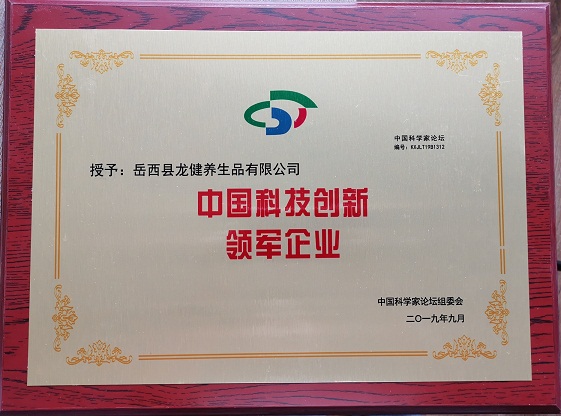 中国科学家论坛
编号：KXJLT19B1312
授予：岳西县龙健养生品有限公司
中国科技创新
领军企业
中国科学家论坛组委会
二〇一九年九月